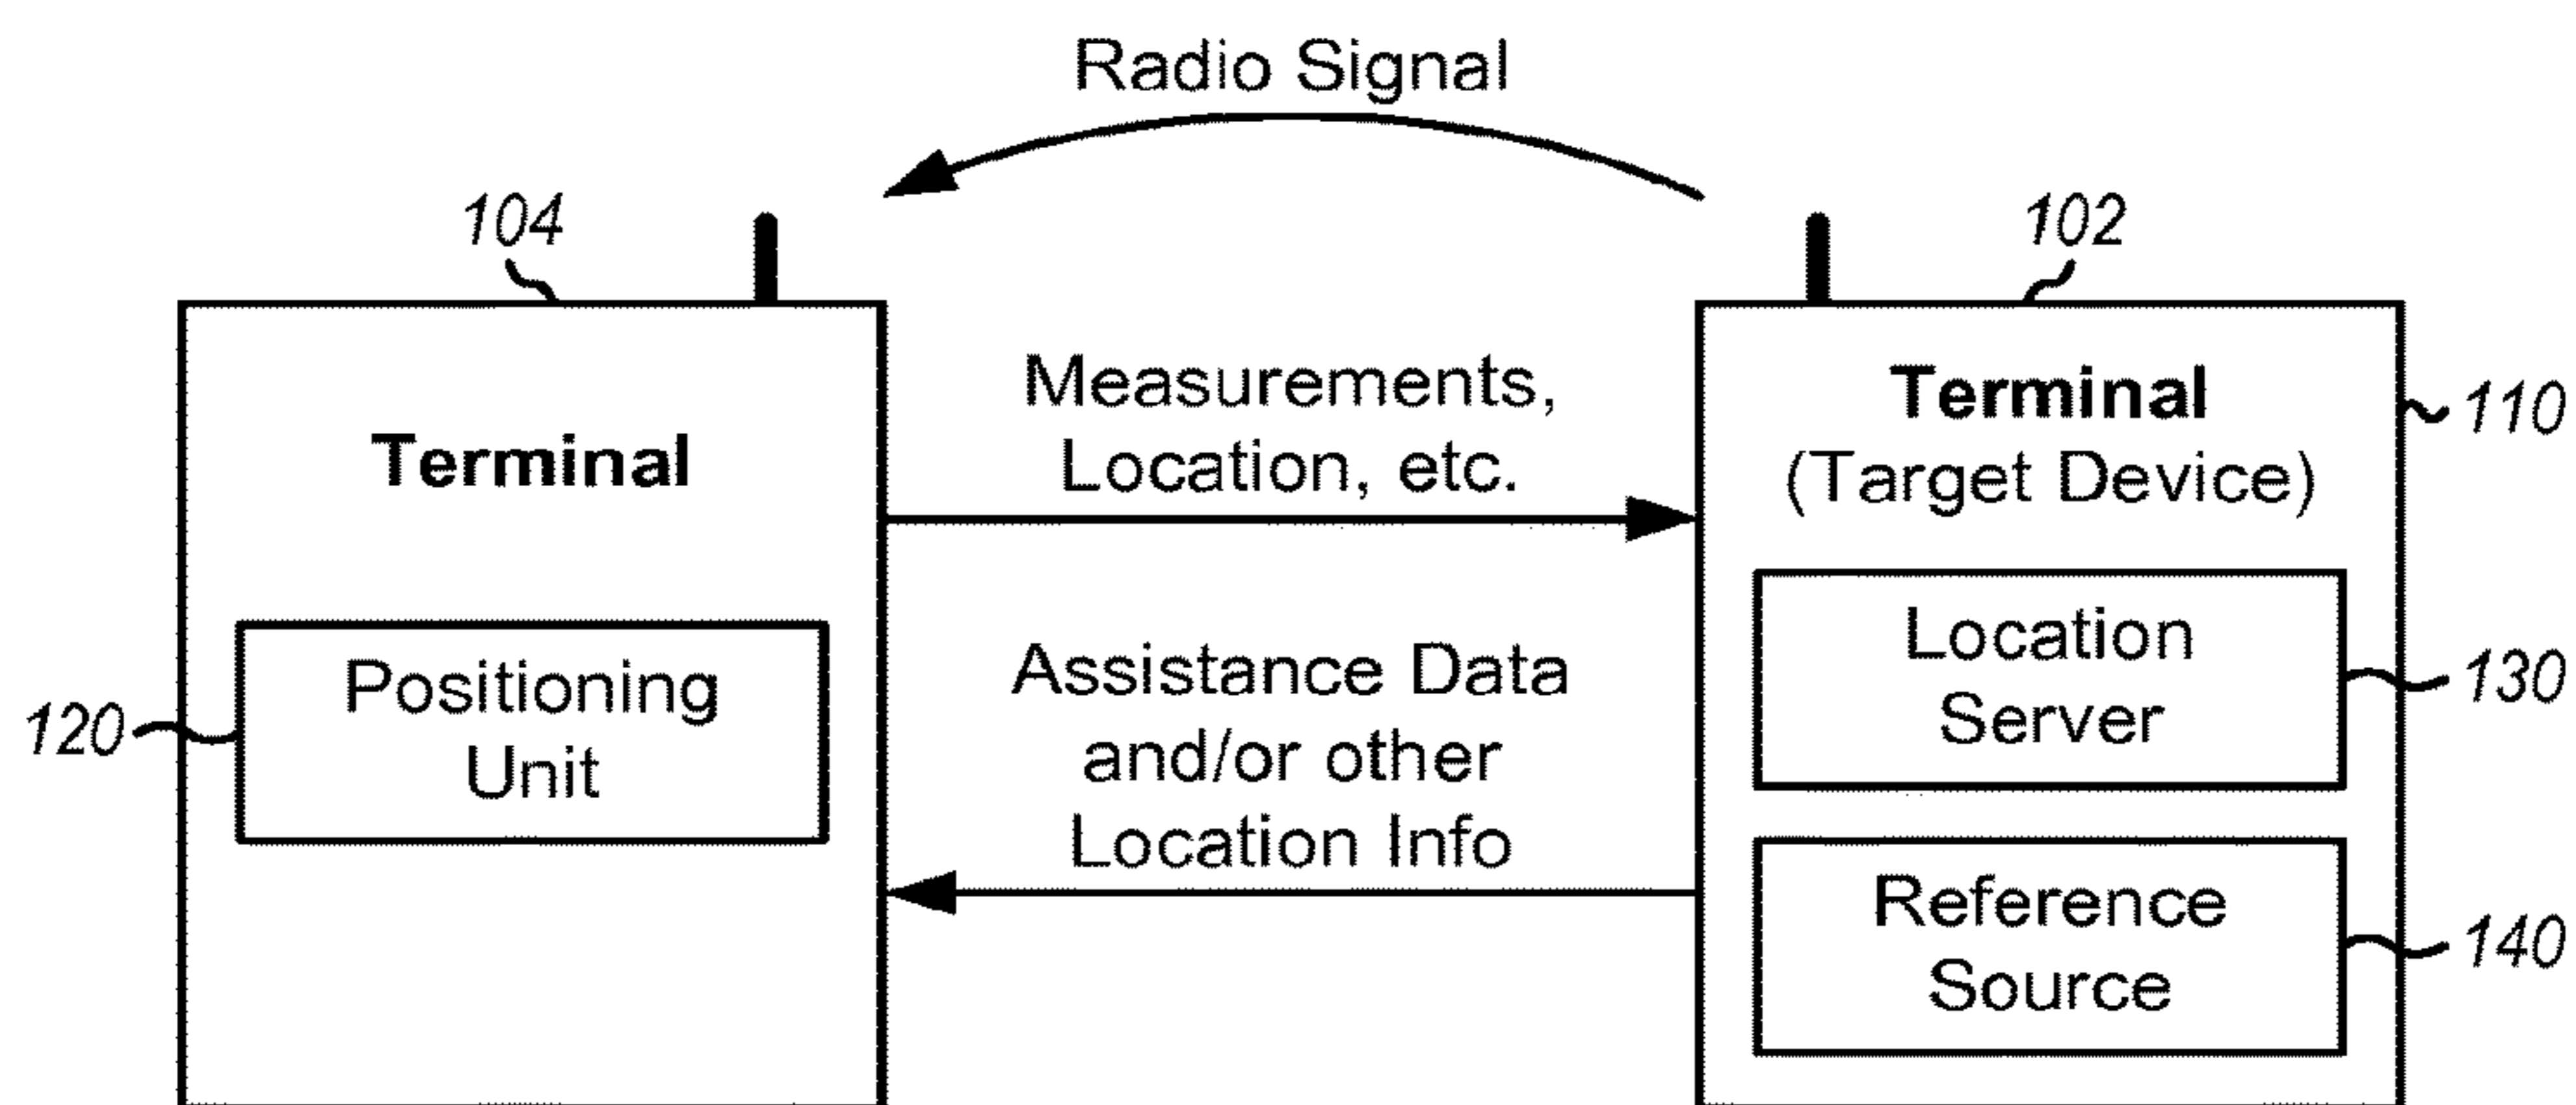 Radio Signal
104
102
Terminal
Measurements,
Location, etc.
Terminal
(Target Device)
110
120
Positioning
Unit
Assistance Data
and/or other
Location Info
Location
Server
130
Reference
Source
140